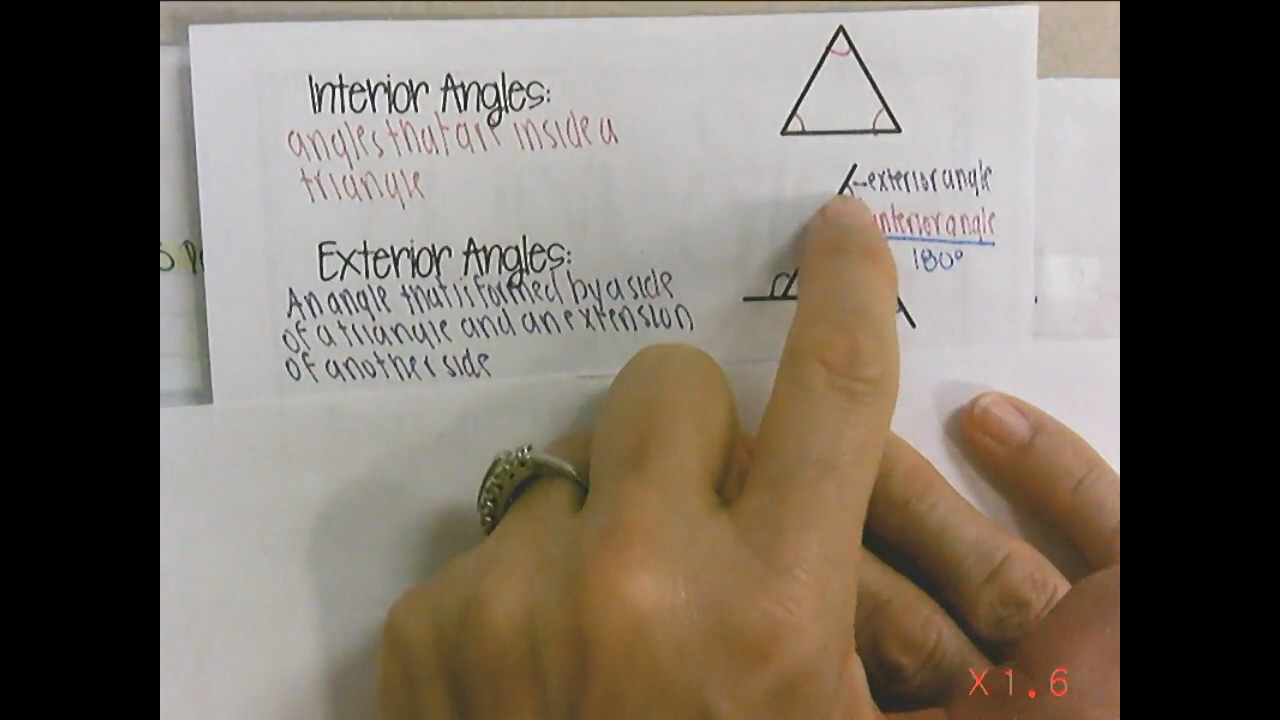 Interior Angles:
angles that are inside a
triangle
exterior angle
interior angle
180°
Exterior Angles:
An angle that is formed by a side
of a triangle and an extension
of another side
X1.6